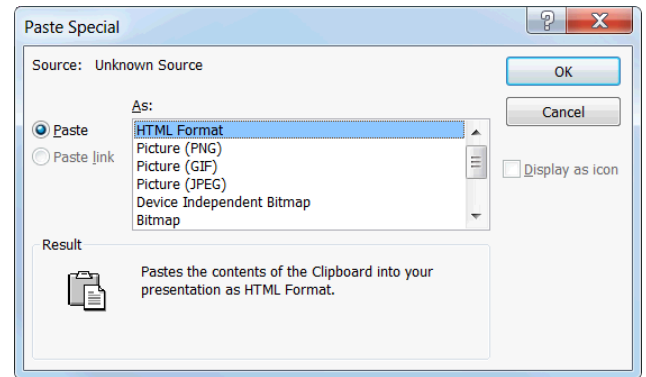 Paste Special
Source: Unknown Source
OK
As:
Cancel
Paste
HTML Format
Paste link
Picture (PNG)
Picture (GIF)
Display as icon
Picture (JPEG)
Device Independent Bitmap
Bitmap
Result
Pastes the contents of the Clipboard into your
presentation as HTML Format.